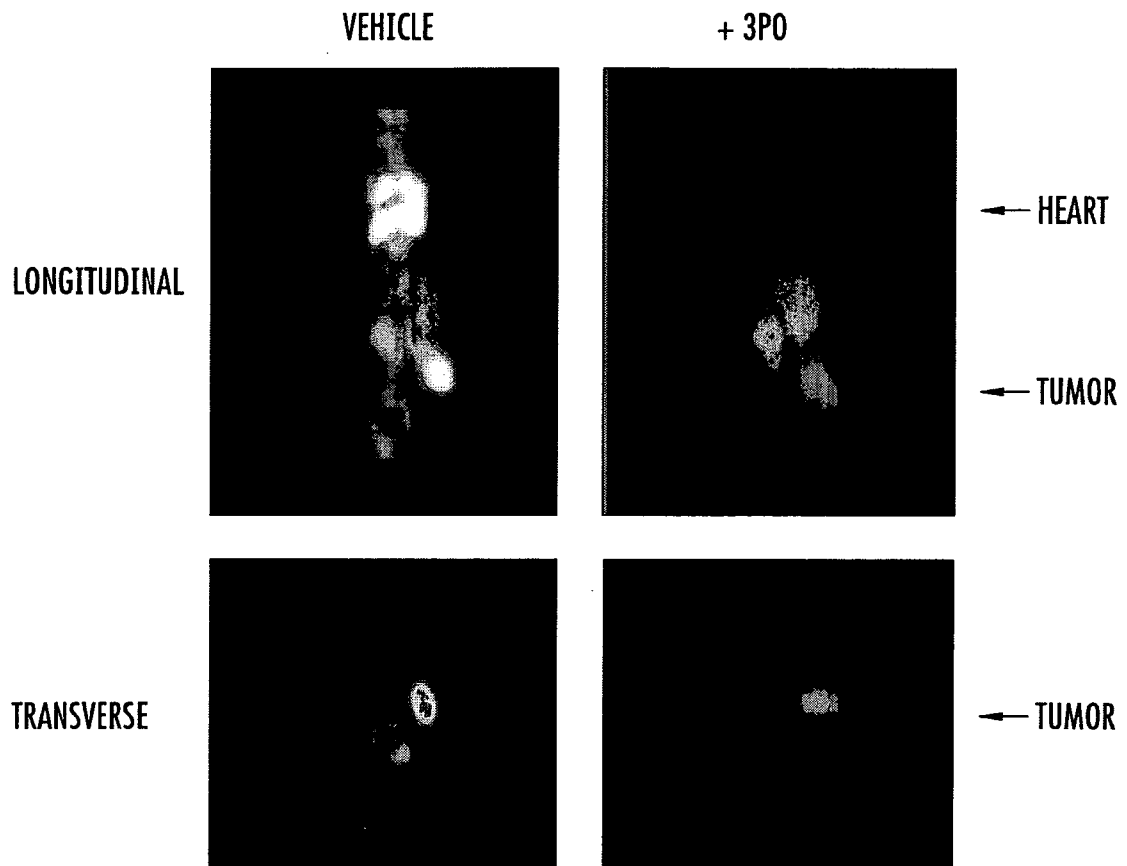 VEHICLE
+ 3PO
HEART
LONGITUDINAL
TUMOR
TRANSVERSE
TUMOR